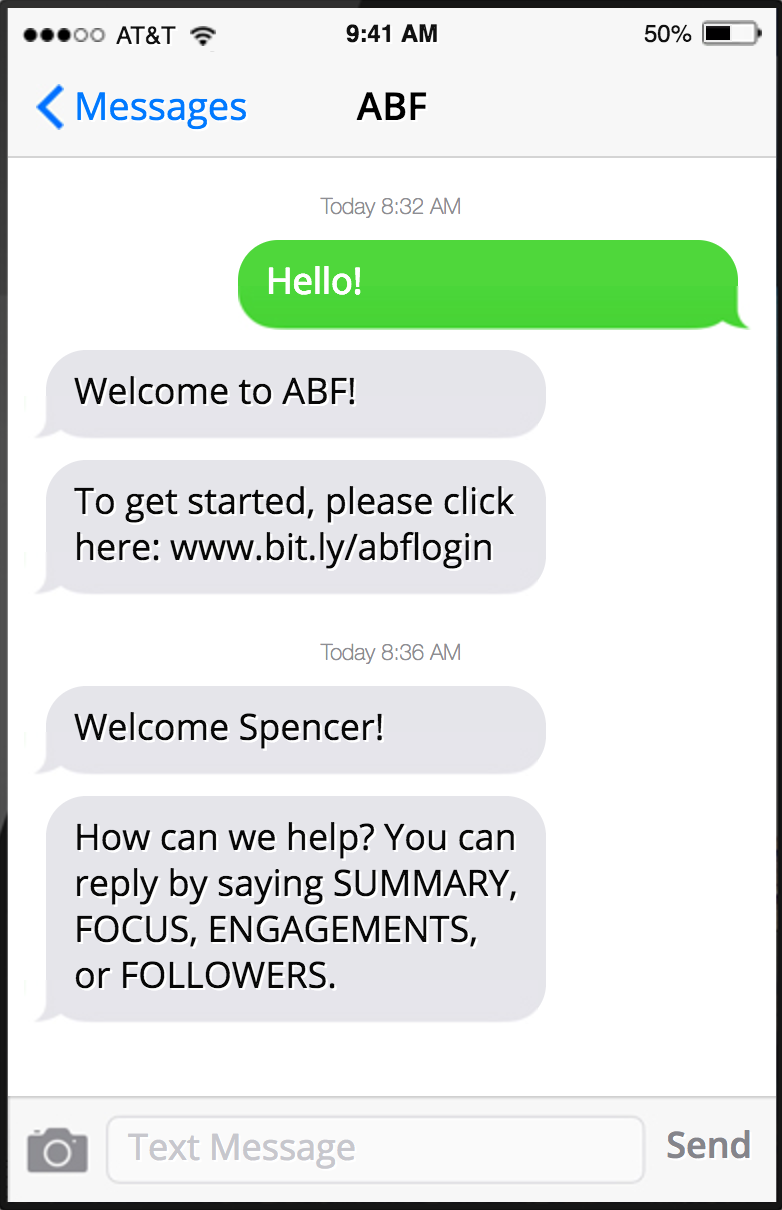 AT&T 9:41 AM 50%
Messages ABF
Today 8:32 AM
Hello!
Welcome to ABF!
To get started, please click
here: www.bit.ly/abflogin
Today 8:36 AM
Welcome Spencer!
How can we help? You can
reply by saying SUMMARY,
FOCUS, ENGAGEMENTS,
or FOLLOWERS.
Text Message Send